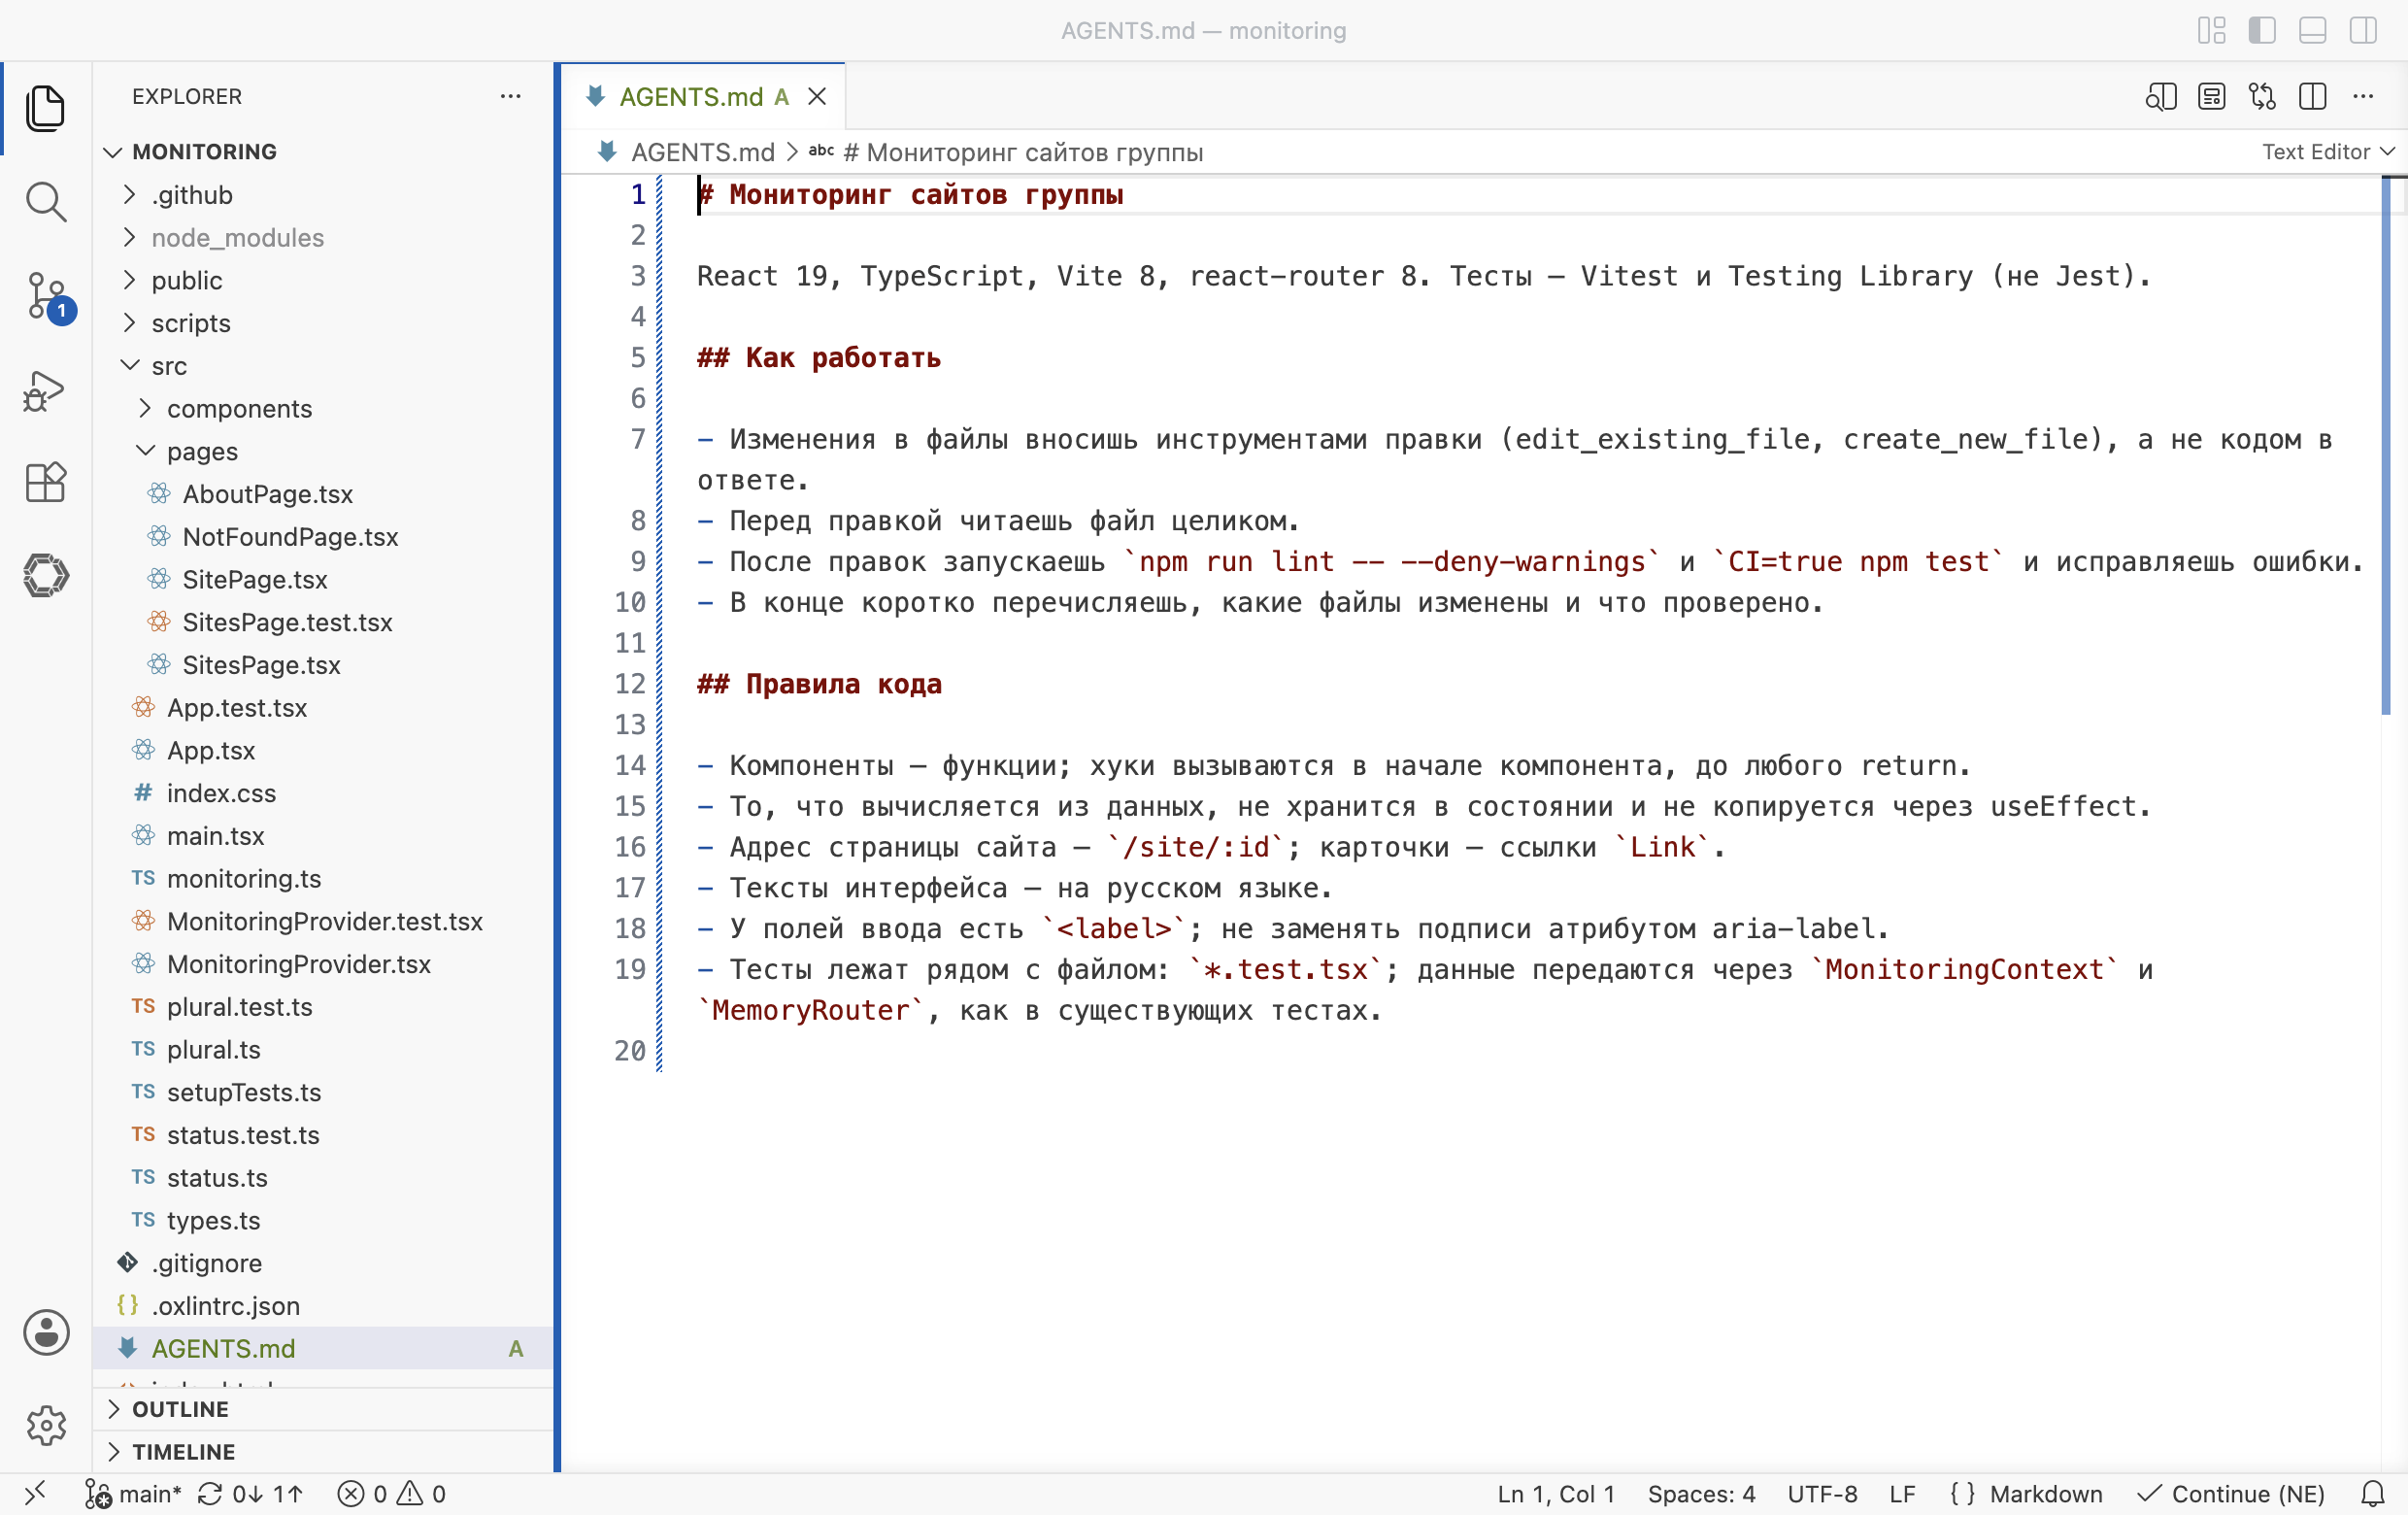 AGENTS.md — monitoring
EXPLORER
MONITORING
.github
node_modules
public
scripts
src
components
pages
AboutPage.tsx
NotFoundPage.tsx
SitePage.tsx
SitesPage.test.tsx
SitesPage.tsx
App.test.tsx
App.tsx
# index.css
main.tsx
TS monitoring.ts
MonitoringProvider.test.tsx
MonitoringProvider.tsx
TS plural.test.ts
TS plural.ts
TS setupTests.ts
TS status.test.ts
TS status.ts
TS types.ts
.gitignore
{} .oxlintrc.json
AGENTS.md A
OUTLINE
TIMELINE
1
AGENTS.md A
AGENTS.md > abc # Мониторинг сайтов группы
Text Editor
1 # Мониторинг сайтов группы
2
3 React 19, TypeScript, Vite 8, react-router 8. Тесты — Vitest и Testing Library (не Jest).
4
5 ## Как работать
6
7 - Изменения в файлы вносишь инструментами правки (edit_existing_file, create_new_file), а не кодом в
ответе.
8 - Перед правкой читаешь файл целиком.
9 - После правок запускаешь `npm run lint -- --deny-warnings` и `CI=true npm test` и исправляешь ошибки.
10 - В конце коротко перечисляешь, какие файлы изменены и что проверено.
11
12 ## Правила кода
13
14 - Компоненты — функции; хуки вызываются в начале компонента, до любого return.
15 - То, что вычисляется из данных, не хранится в состоянии и не копируется через useEffect.
16 - Адрес страницы сайта — `/site/:id`; карточки — ссылки `Link`.
17 - Тексты интерфейса — на русском языке.
18 - У полей ввода есть `<label>`; не заменять подписи атрибутом aria-label.
19 - Тесты лежат рядом с файлом: `*.test.tsx`; данные передаются через `MonitoringContext` и
`MemoryRouter`, как в существующих тестах.
20
main* 0↓ 1↑ 0 0
Ln 1, Col 1 Spaces: 4 UTF-8 LF {} Markdown Continue (NE)